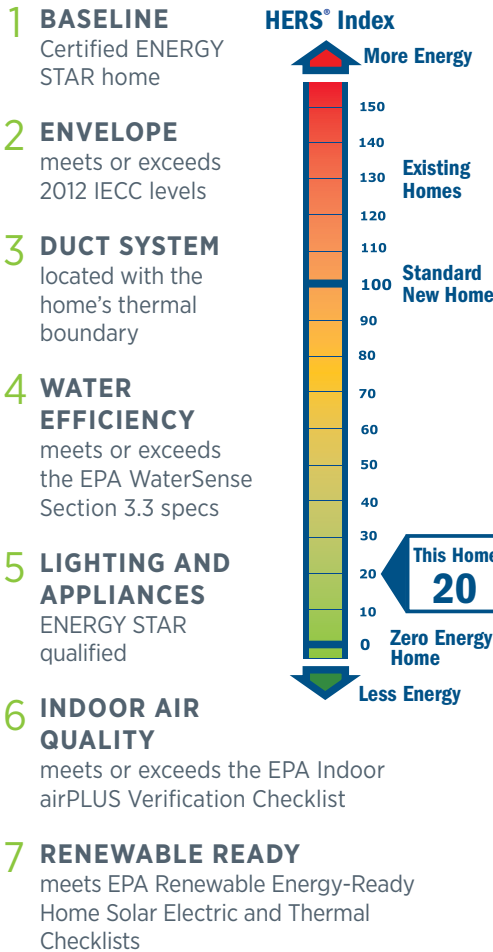 1 BASELINE
Certified ENERGY
STAR home
2 ENVELOPE
meets or exceeds
2012 IECC levels
3 DUCT SYSTEM
located with the
home's thermal
boundary
4 WATER
EFFICIENCY
meets or exceeds
the EPA WaterSense
Section 3.3 specs
5 LIGHTING AND
APPLIANCES
ENERGY STAR
qualified
6 INDOOR AIR
QUALITY
meets or exceeds the EPA Indoor
airPLUS Verification Checklist
7 RENEWABLE READY
meets EPA Renewable Energy-Ready
Home Solar Electric and Thermal
Checklists
HERS® Index
More Energy
150
140
130
Existing
Homes
120
110
100
Standard
New Home
90
80
70
60
50
40
30
20
This Home
20
10
0
Zero Energy
Home
Less Energy